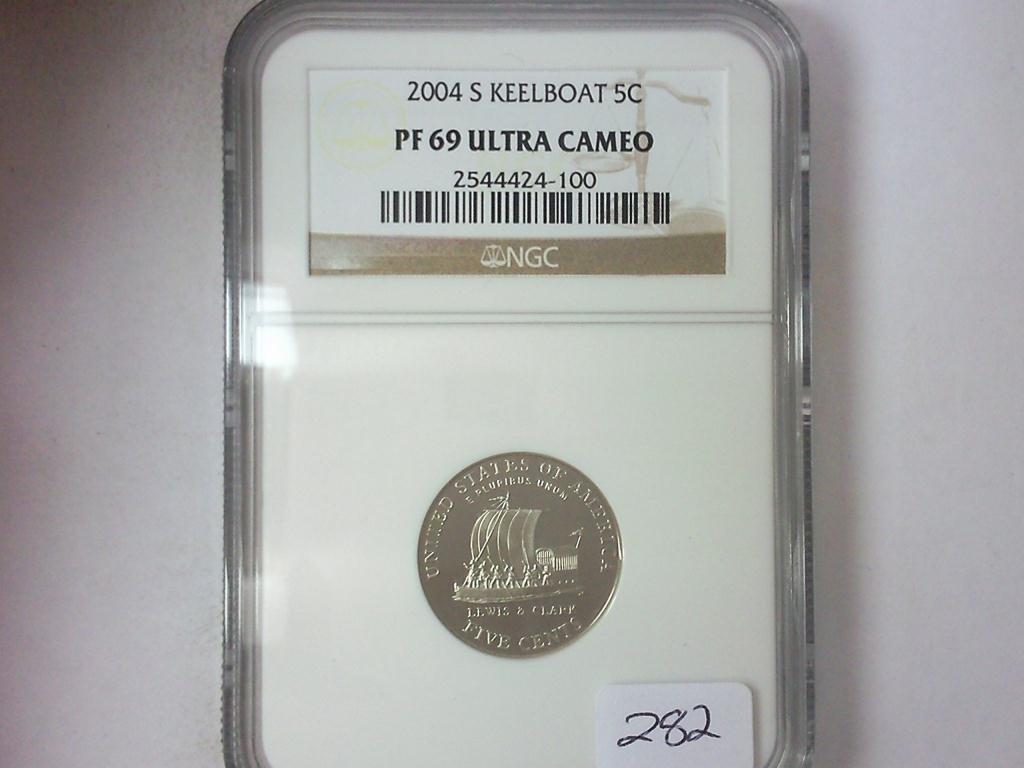 2004 S KEELBOAT 5C
PF 69 ULTRA CAMEO
2544424-100
NGC
UNITED STATES OF AMERICA
E PLURIBUS UNUM
LEWIS & CLARK
FIVE CENTS
282